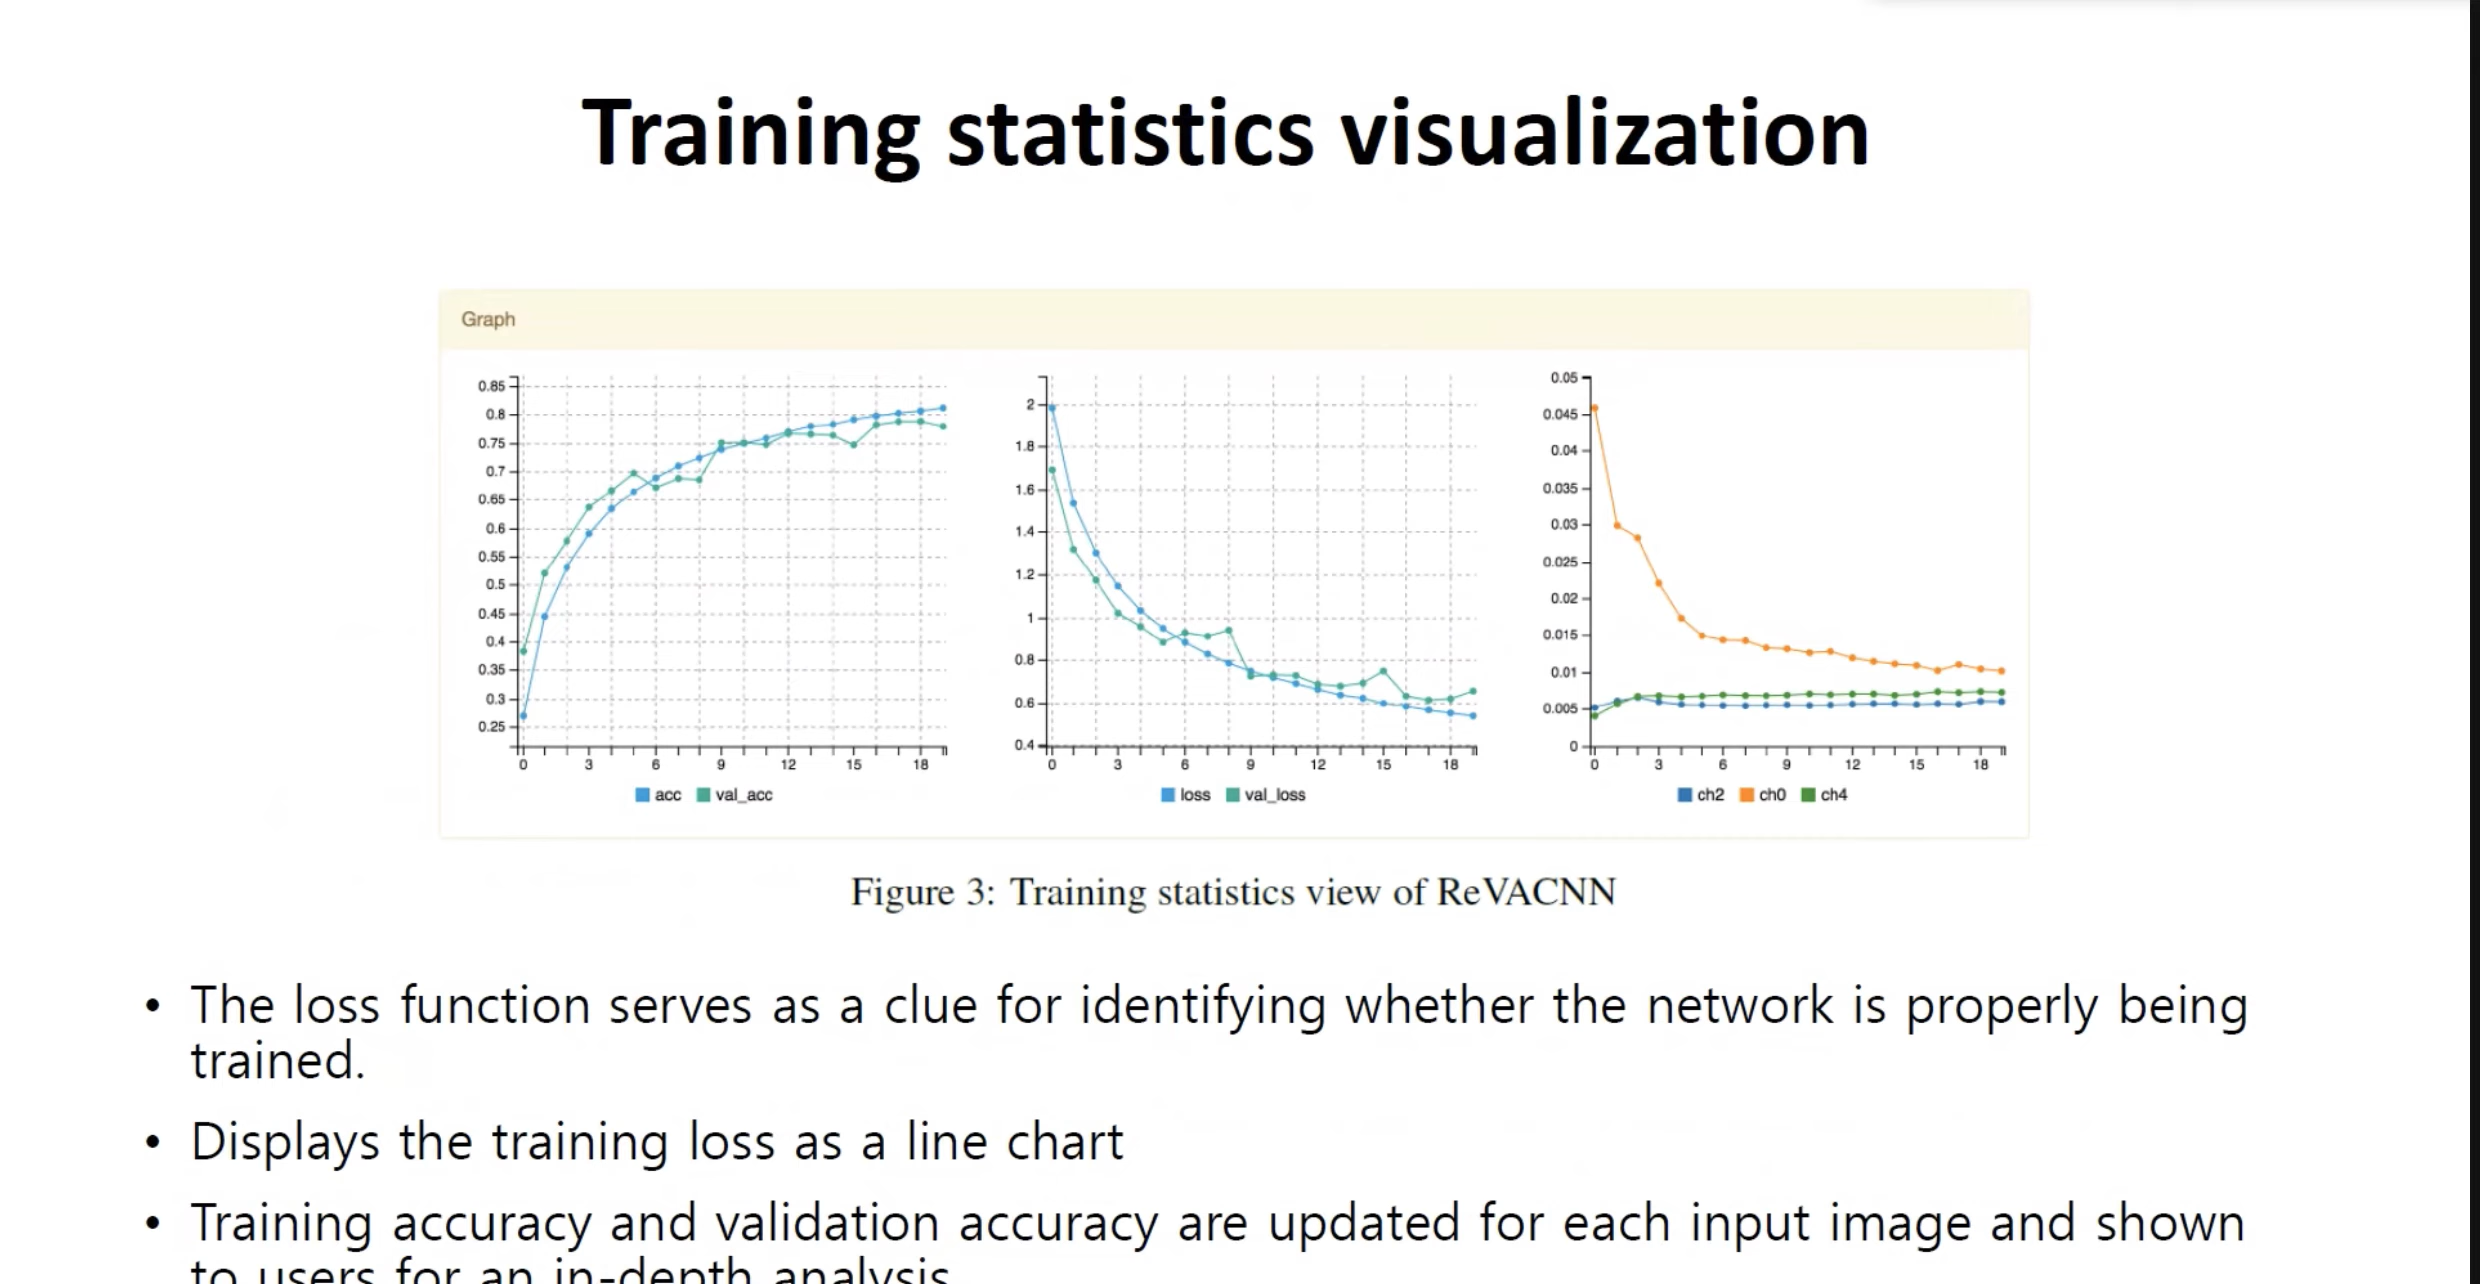 Training statistics visualization
Graph
0.85
0.8
0.75
0.7
0.65
0.6
0.55
0.5
0.45
0.4
0.35
0.3
0.25
0 3 6 9 12 15 18
acc val_acc
2
1.8
1.6
1.4
1.2
1
0.8
0.6
0.4
0 3 6 9 12 15 18
loss val_loss
0.05
0.045
0.04
0.035
0.03
0.025
0.02
0.015
0.01
0.005
0
0 3 6 9 12 15 18
ch2 ch0 ch4
Figure 3: Training statistics view of ReVACNN
• The loss function serves as a clue for identifying whether the network is properly being
trained.
• Displays the training loss as a line chart
• Training accuracy and validation accuracy are updated for each input image and shown
to users for an in-depth analysis